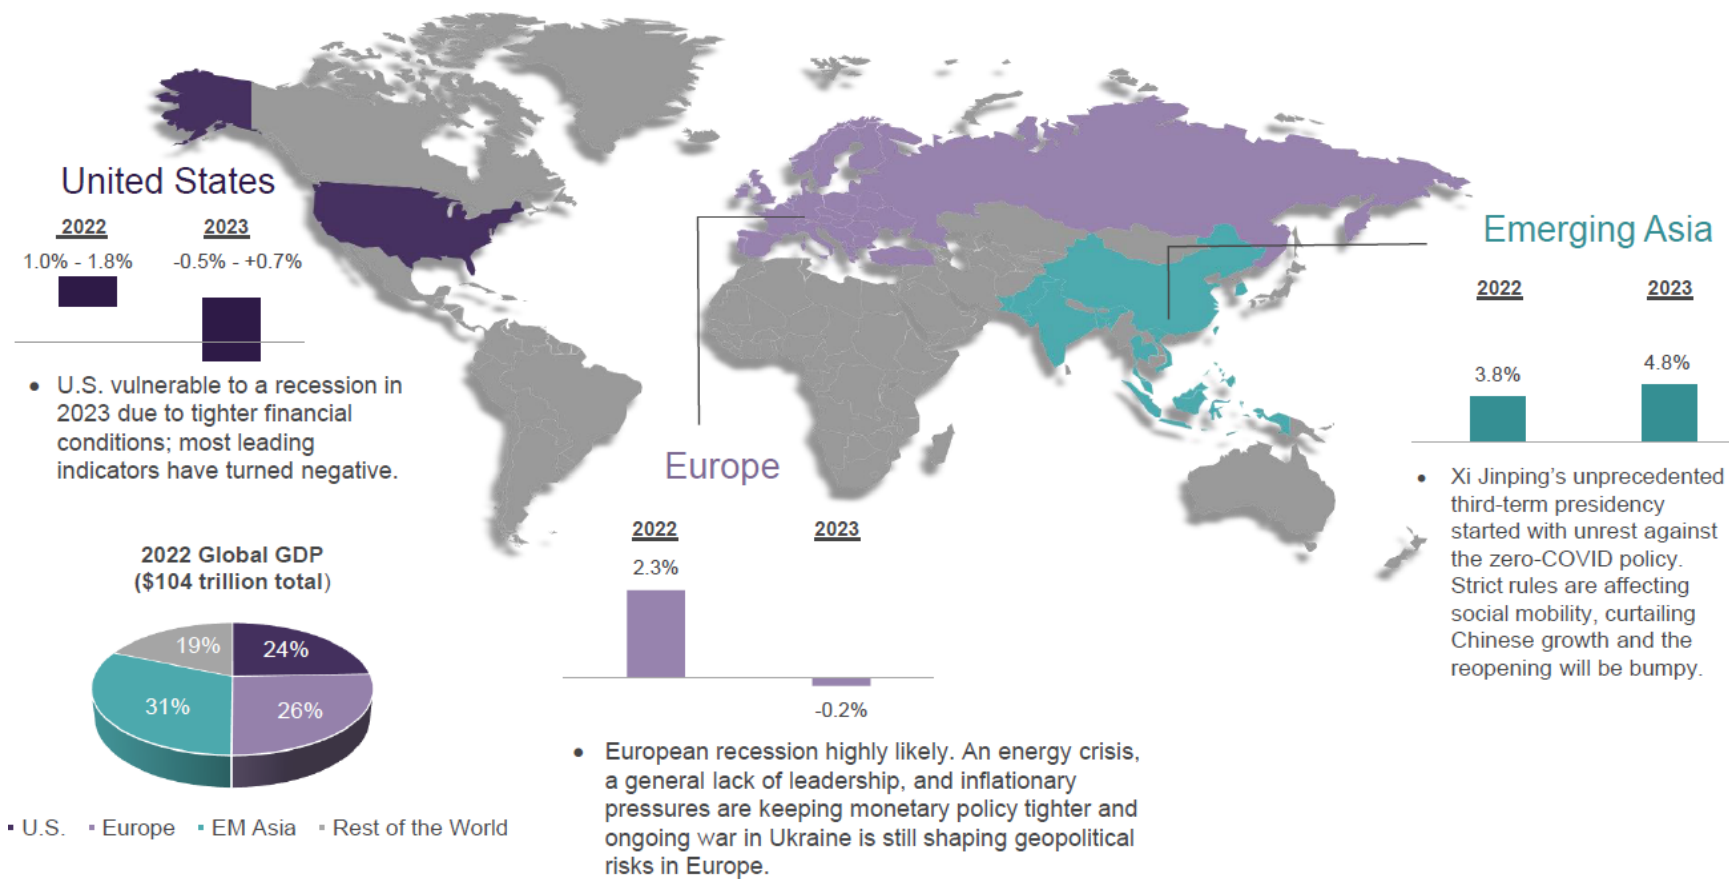 United States
2022
2023
1.0% - 1.8%
-0.5% - +0.7%
• U.S. vulnerable to a recession in
2023 due to tighter financial
conditions; most leading
indicators have turned negative.
2022 Global GDP
($104 trillion total)
19%
24%
31%
26%
U.S.
Europe
EM Asia
Rest of the World
Europe
2022
2023
2.3%
-0.2%
• European recession highly likely. An energy crisis,
a general lack of leadership, and inflationary
pressures are keeping monetary policy tighter and
ongoing war in Ukraine is still shaping geopolitical
risks in Europe.
Emerging Asia
2022
2023
3.8%
4.8%
• Xi Jinping's unprecedented
third-term presidency
started with unrest against
the zero-COVID policy.
Strict rules are affecting
social mobility, curtailing
Chinese growth and the
reopening will be bumpy.